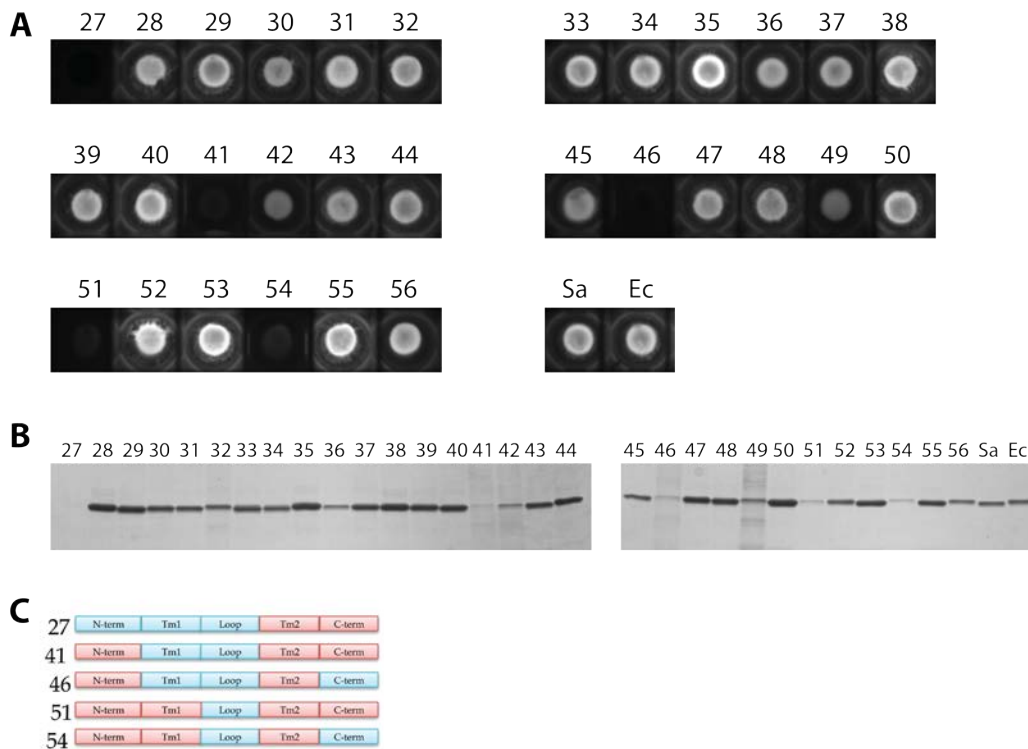 A
27 28 29 30 31 32
33 34 35 36 37 38
39 40 41 42 43 44
45 46 47 48 49 50
51 52 53 54 55 56
Sa Ec
B
27 28 29 30 31 32 33 34 35 36 37 38 39 40 41 42 43 44
45 46 47 48 49 50 51 52 53 54 55 56 Sa Ec
C
27 N-term Tm1 Loop Tm2 C-term
41 N-term Tm1 Loop Tm2 C-term
46 N-term Tm1 Loop Tm2 C-term
51 N-term Tm1 Loop Tm2 C-term
54 N-term Tm1 Loop Tm2 C-term